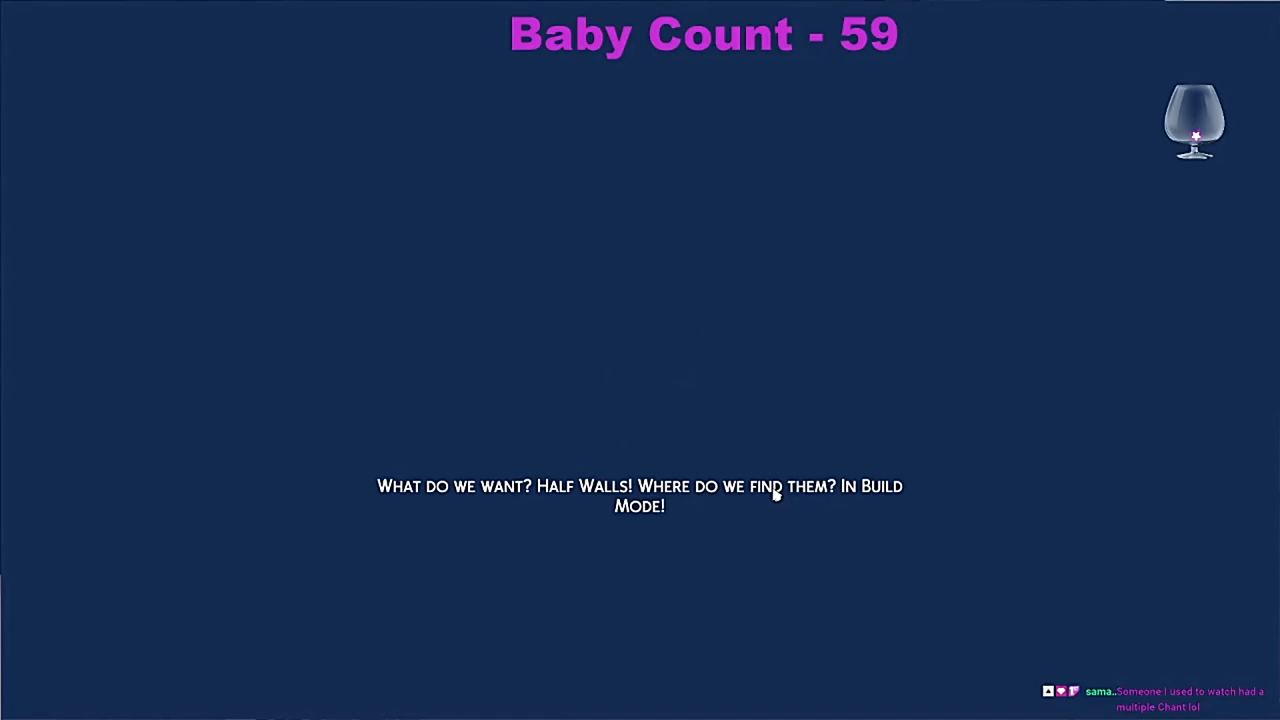 Baby Count - 59
What do we want? Half Walls! Where do we find them? In Build
Mode!
sama..Someone I used to watch had a
multiple Chant lol